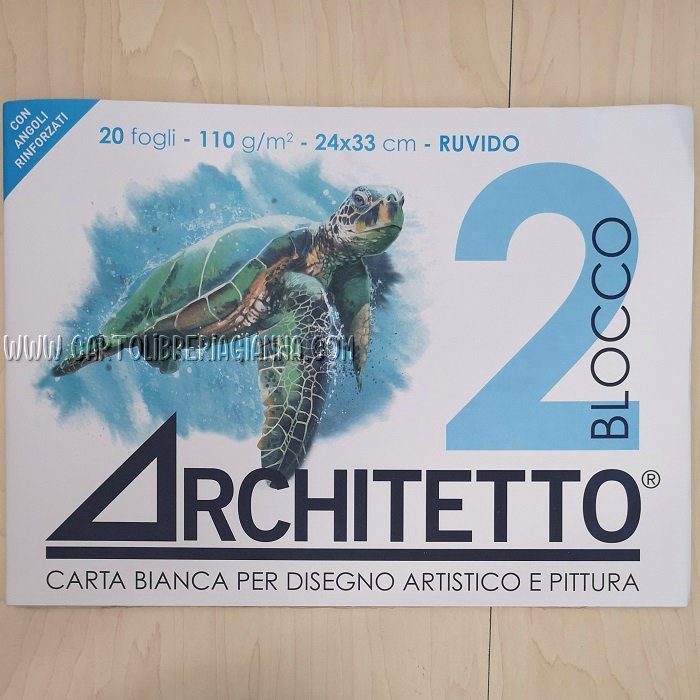 CON
ANGOLI
RINFORZATI
20 fogli - 110 g/m² - 24x33 cm - RUVIDO
2
BLOCCO
WWW.CARTOLIBRERIAGIANNA.COM
ARCHITETTO®
CARTA BIANCA PER DISEGNO ARTISTICO E PITTURA